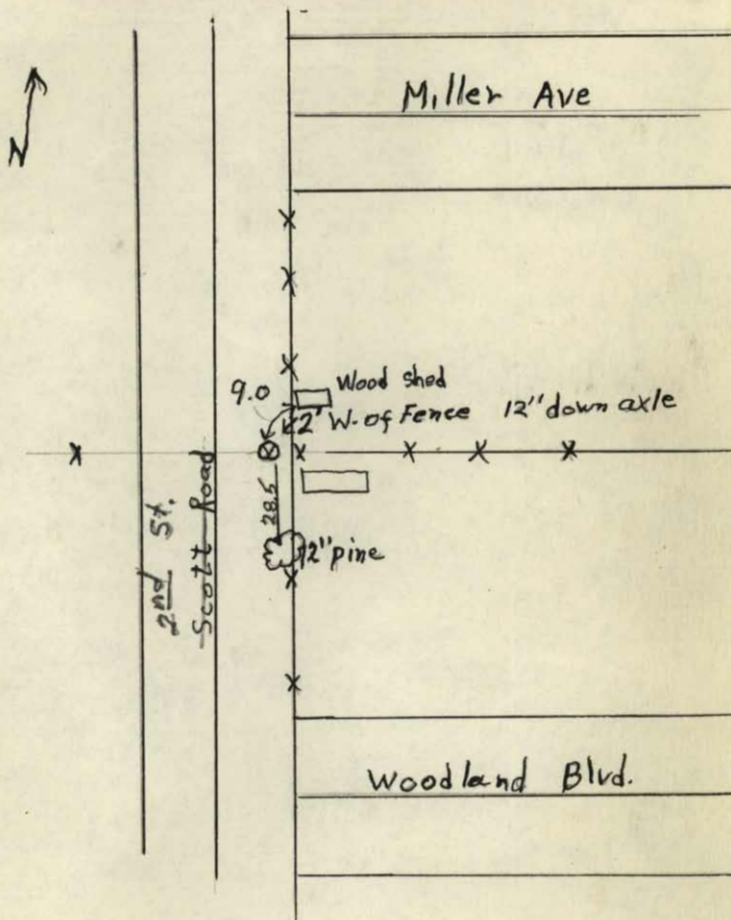 Miller Ave
N
Wood shed
9.0
2' W. of Fence 12" down axle
28.5
12" pine
2nd St.
Scott Road
Woodland Blvd.